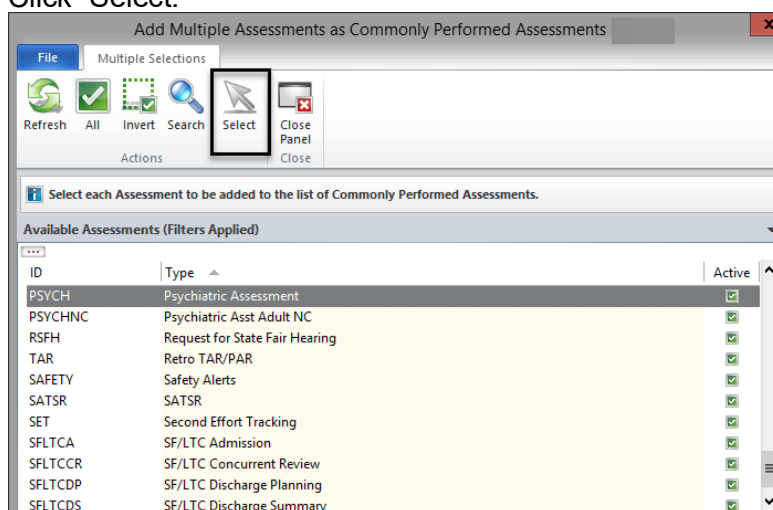 Click "Select.
Add Multiple Assessments as Commonly Performed Assessments
x
File Multiple Selections
Refresh All Invert Search Select Close Panel
Actions Close
Select each Assessment to be added to the list of Commonly Performed Assessments.
Available Assessments (Filters Applied)
ID Type Active
PSYCH Psychiatric Assessment
PSYCHNC Psychiatric Asst Adult NC
RSFH Request for State Fair Hearing
TAR Retro TAR/PAR
SAFETY Safety Alerts
SATSR SATSR
SET Second Effort Tracking
SFLTCA SF/LTC Admission
SFLTCCR SF/LTC Concurrent Review
SFLTCDP SF/LTC Discharge Planning
SFLTCDS SF/LTC Discharge Summary